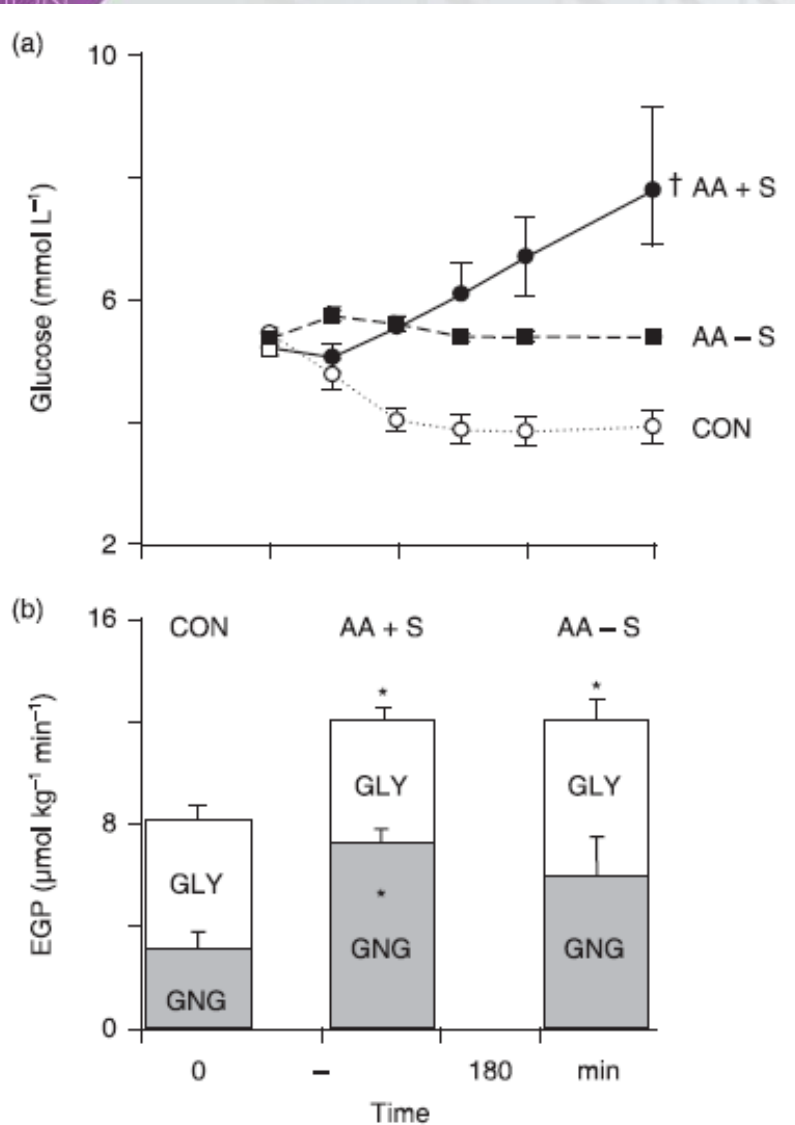 (a)
10
6
2
Glucose (mmol L⁻¹)
† AA + S
AA – S
CON
(b)
16
8
0
EGP (µmol kg⁻¹ min⁻¹)
CON
AA + S
AA – S
*
*
GLY
GLY
GLY
*
GNG
GNG
GNG
0 – 180 min
Time